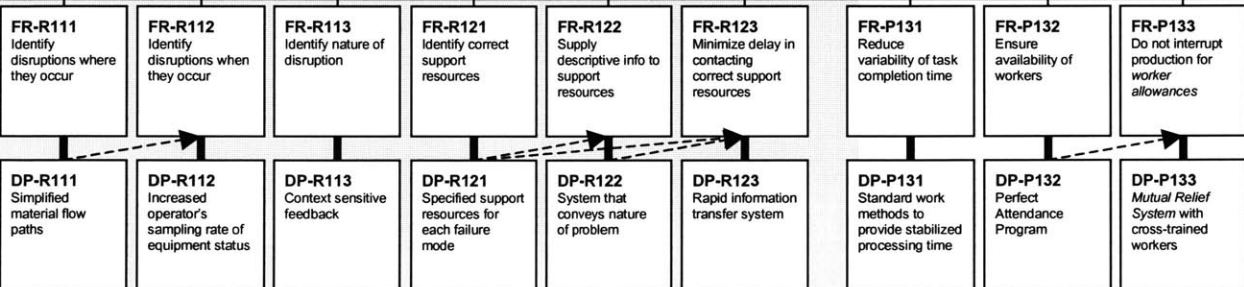 FR-R111
Identify
disruptions where
they occur
FR-R112
Identify
disruptions when
they occur
FR-R113
Identify nature of
disruption
FR-R121
Identify correct
support
resources
FR-R122
Supply
descriptive info to
support
resources
FR-R123
Minimize delay in
contacting
correct support
resources
FR-P131
Reduce
variability of task
completion time
FR-P132
Ensure
availability of
workers
FR-P133
Do not interrupt
production for
worker
allowances
DP-R111
Simplified
material flow
paths
DP-R112
Increased
operator's
sampling rate of
equipment status
DP-R113
Context sensitive
feedback
DP-R121
Specified support
resources for
each failure
mode
DP-R122
System that
conveys nature
of problem
DP-R123
Rapid information
transfer system
DP-P131
Standard work
methods to
provide stabilized
processing time
DP-P132
Perfect
Attendance
Program
DP-P133
Mutual Relief
System with
cross-trained
workers